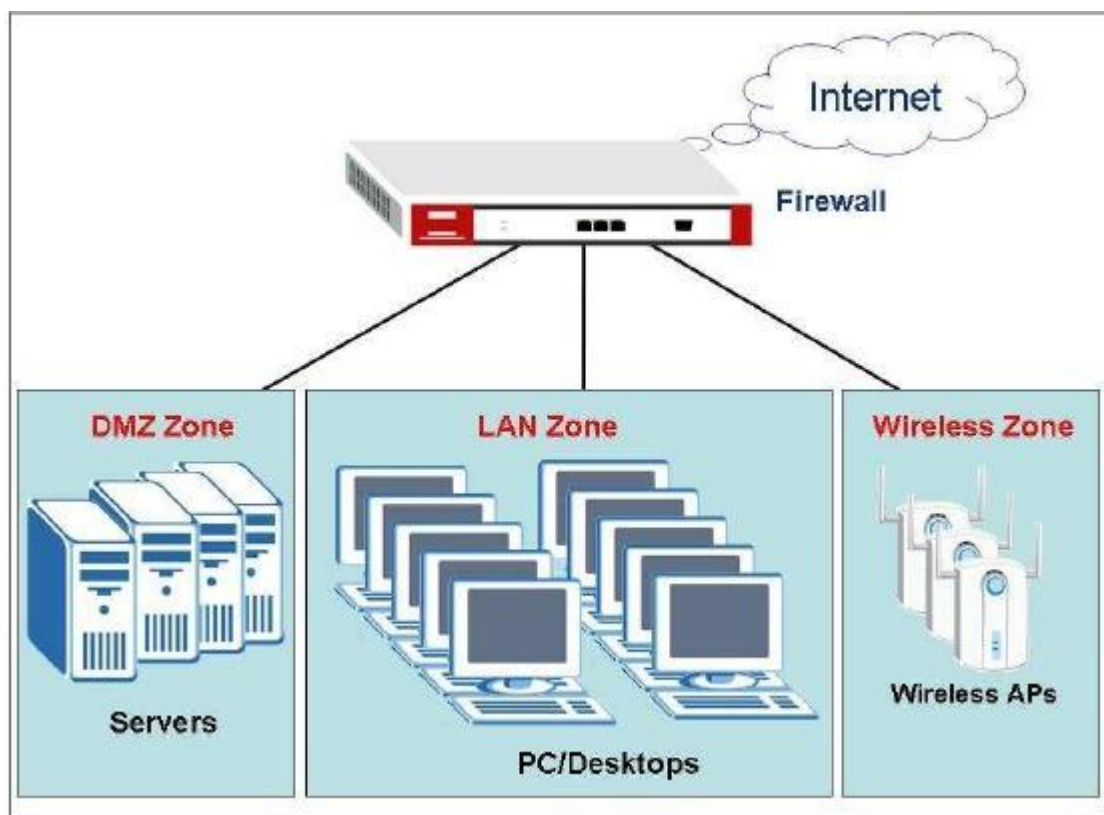 Internet
Firewall
DMZ Zone
LAN Zone
Wireless Zone
Servers
PC/Desktops
Wireless APs